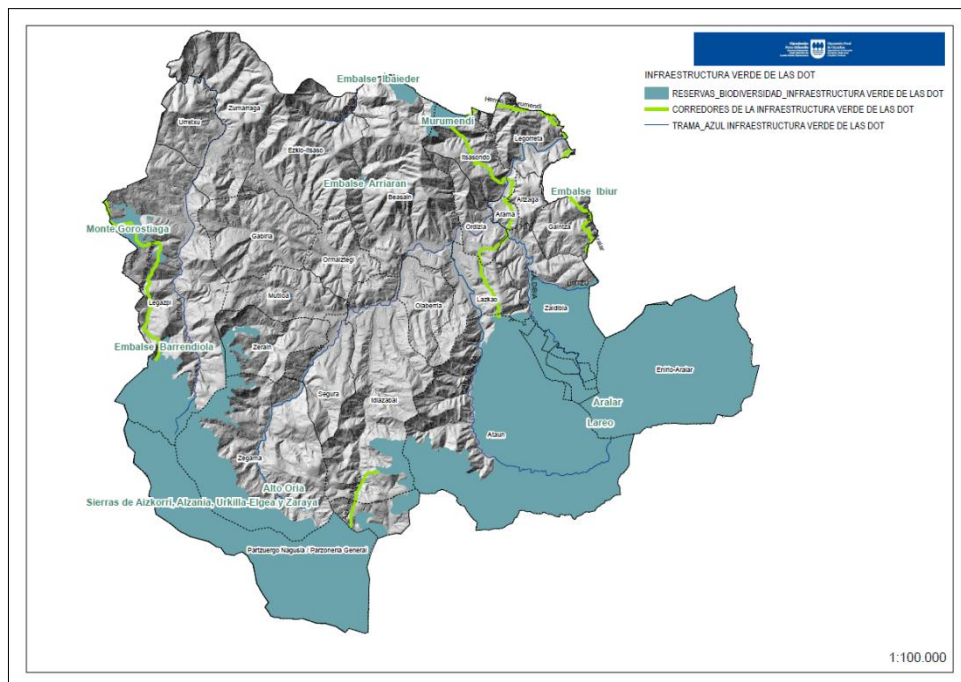 INFRAESTRUCTURA VERDE DE LAS DOT
RESERVAS_BIODIVERSIDAD_INFRAESTRUCTURA VERDE DE LAS DOT
CORREDORES DE LA INFRAESTRUCTURA VERDE DE LAS DOT
TRAMA_AZUL INFRAESTRUCTURA VERDE DE LAS DOT
Embalse Ibaieder
Zumarraga
Urretxu
Murumendi
Legorreta
Ezkio-Itsaso
Itsasondo
Embalse Arriaran
Beasain
Embalse Ibiur
Altzaga
Arama
Gaintza
Ordizia
Monte Gorostiaga
Gabiria
Ormaiztegi
Legazpi
Mutiloa
Olaberria
Lazkao
Zaldibia
Embalse Barrendiola
Zerain
Enirio-Aralar
Segura
Idiazabal
Aralar
Lareo
Ataun
Zegama
Alto Oria
Sierras de Aizkorri, Altzania, Urkilla-Elgea y Zaraya
Partzuergo Nagusia / Parzonería General
1:100.000